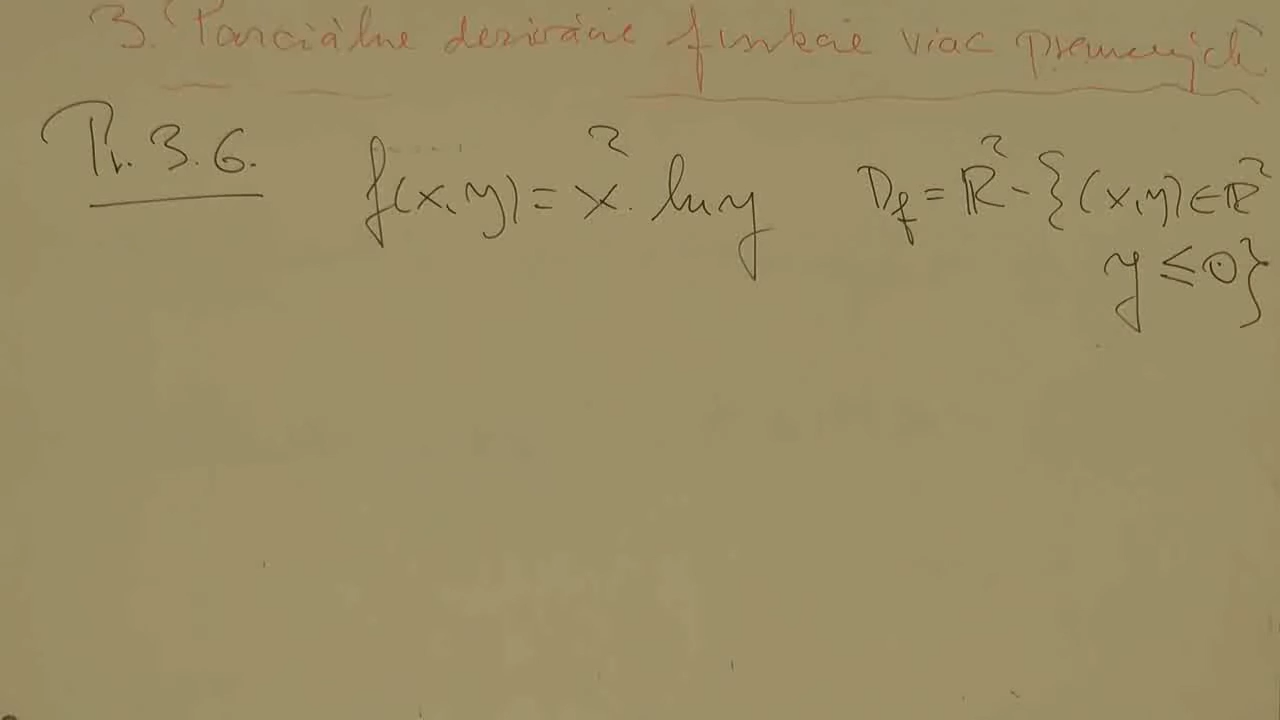 3. Parciálne derivácie funkcie viac premenných
Pr. 3.6. f(x,y) = x². ln y D_f = ℝ² - {(x,y) ∈ ℝ²
y ≤ 0}